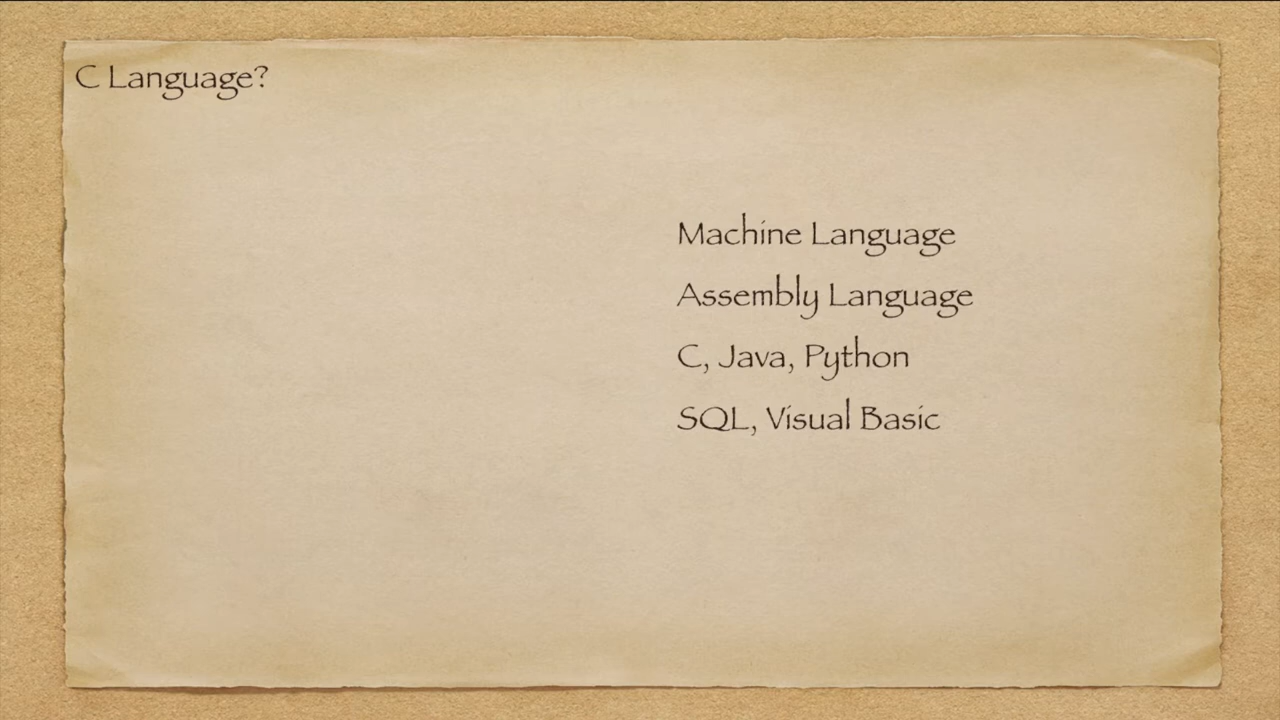 C Language?
Machine Language
Assembly Language
C, Java, Python
SQL, Visual Basic